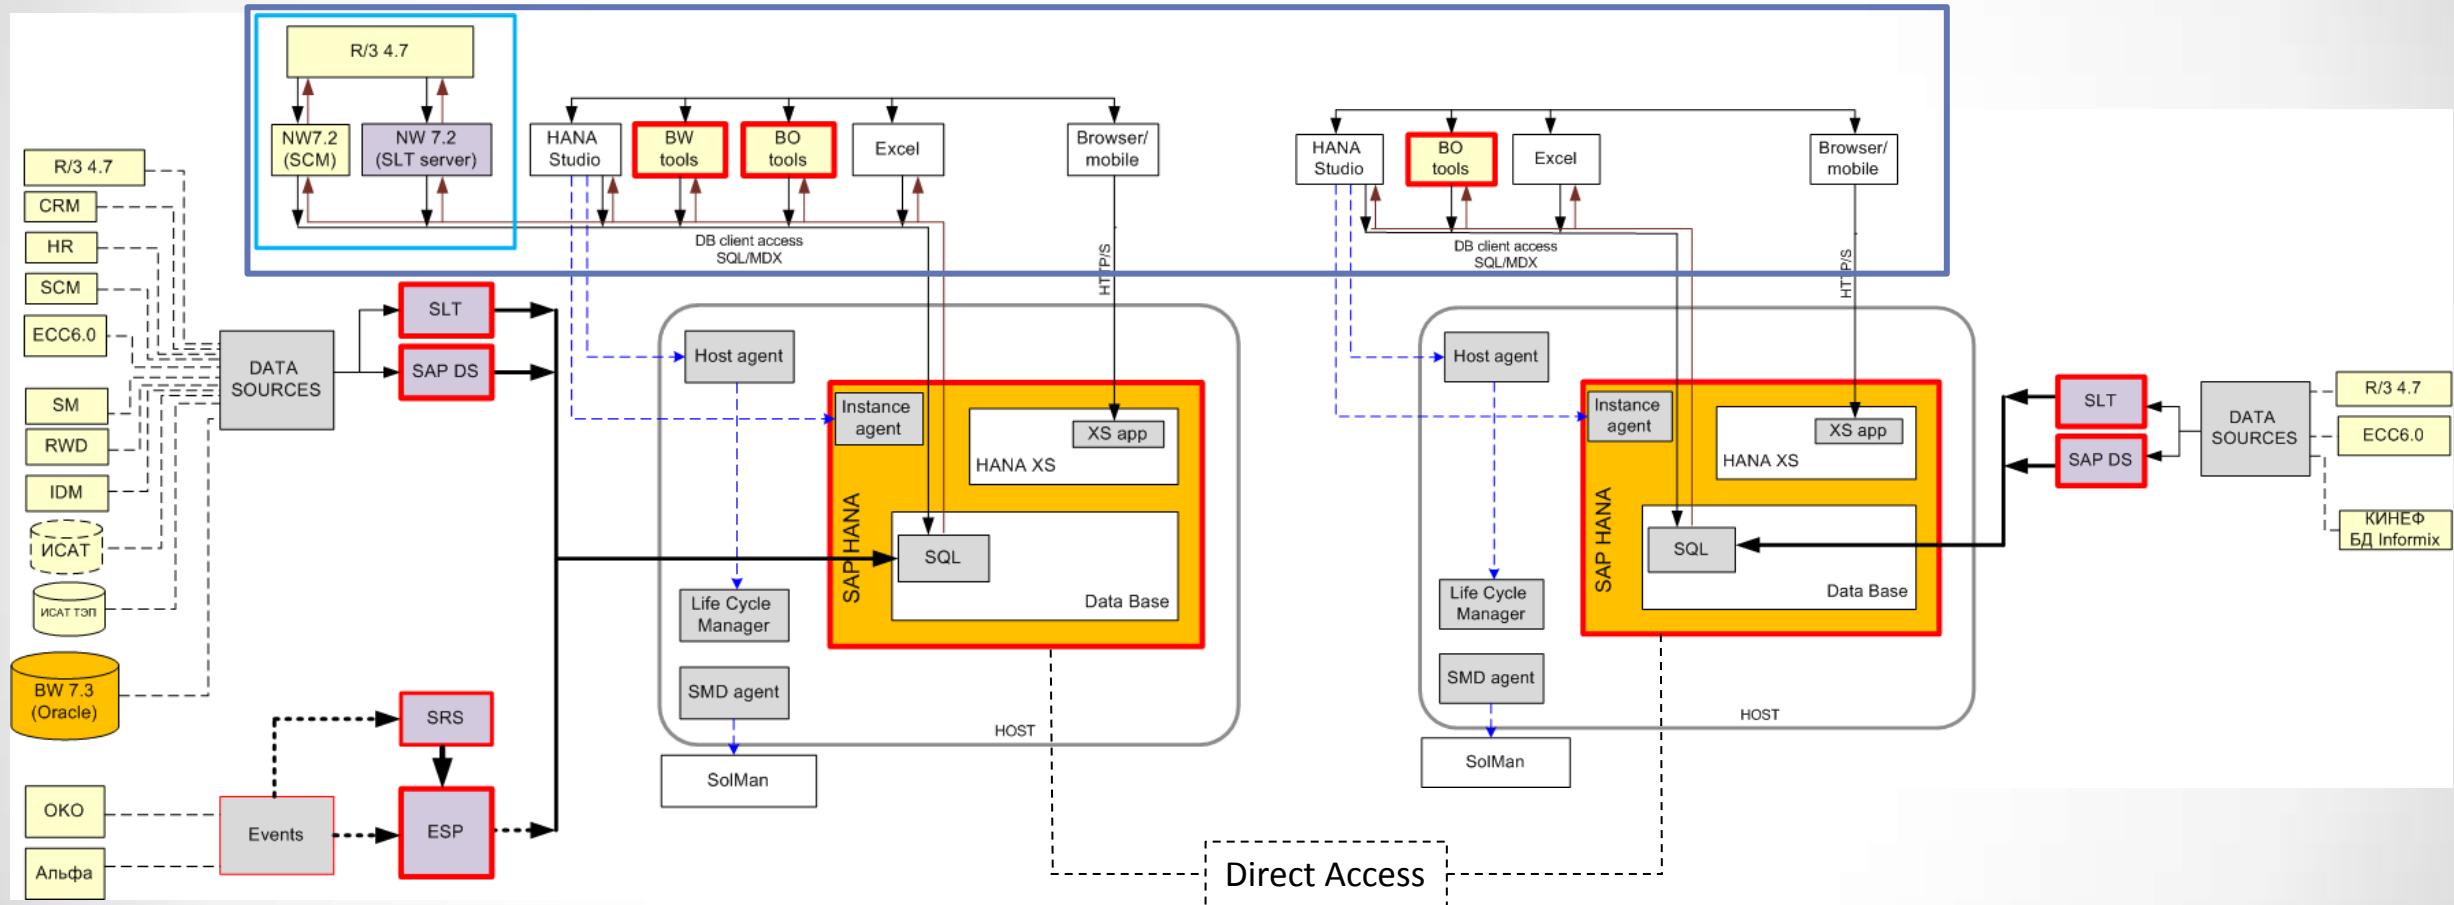 R/3 4.7
NW7.2
(SCM)
NW 7.2
(SLT server)
HANA
Studio
BW
tools
BO
tools
Excel
Browser/
mobile
DB client access
SQL/MDX
HTTP/S
HANA
Studio
BO
tools
Excel
Browser/
mobile
DB client access
SQL/MDX
HTTP/S
R/3 4.7
CRM
HR
SCM
ECC6.0
SM
RWD
IDM
ИСАТ
ИСАТ ТЭП
BW 7.3
(Oracle)
DATA
SOURCES
SLT
SAP DS
SRS
ESP
Events
ОКО
Альфа
Host agent
Instance
agent
XS app
HANA XS
SAP HANA
SQL
Data Base
Life Cycle
Manager
SMD agent
HOST
SolMan
Host agent
Instance
agent
XS app
HANA XS
SAP HANA
SQL
Data Base
Life Cycle
Manager
SMD agent
HOST
SolMan
SLT
SAP DS
DATA
SOURCES
R/3 4.7
ECC6.0
КИНЕФ
БД Informix
Direct Access